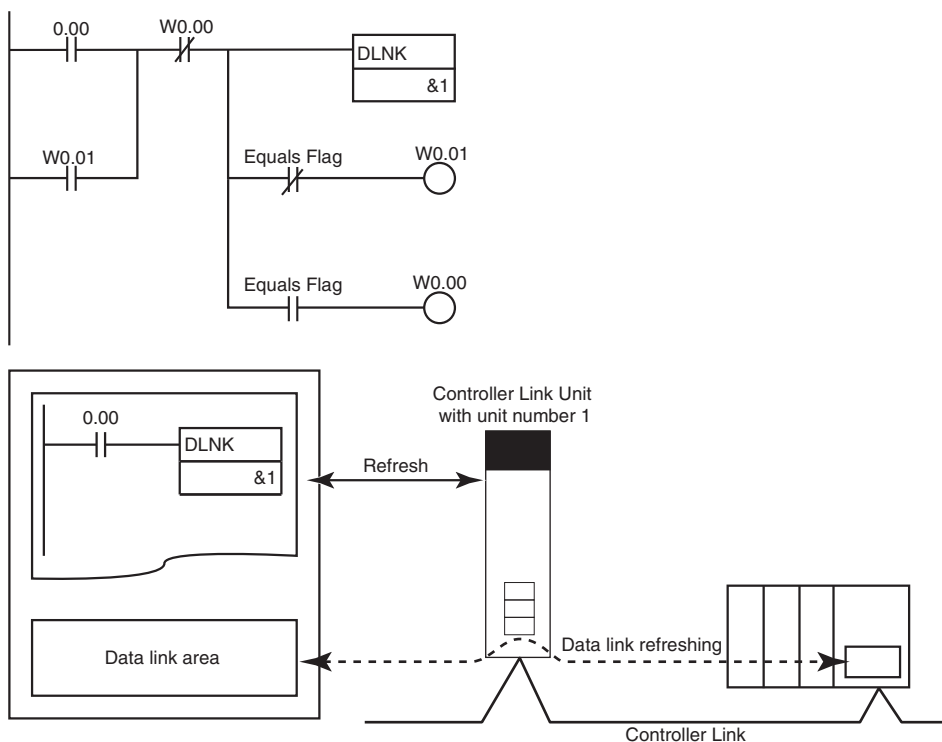 0.00
W0.00
DLNK
&1
W0.01
Equals Flag
W0.01
Equals Flag
W0.00
Controller Link Unit
with unit number 1
0.00
DLNK
&1
Refresh
Data link area
Data link refreshing
Controller Link